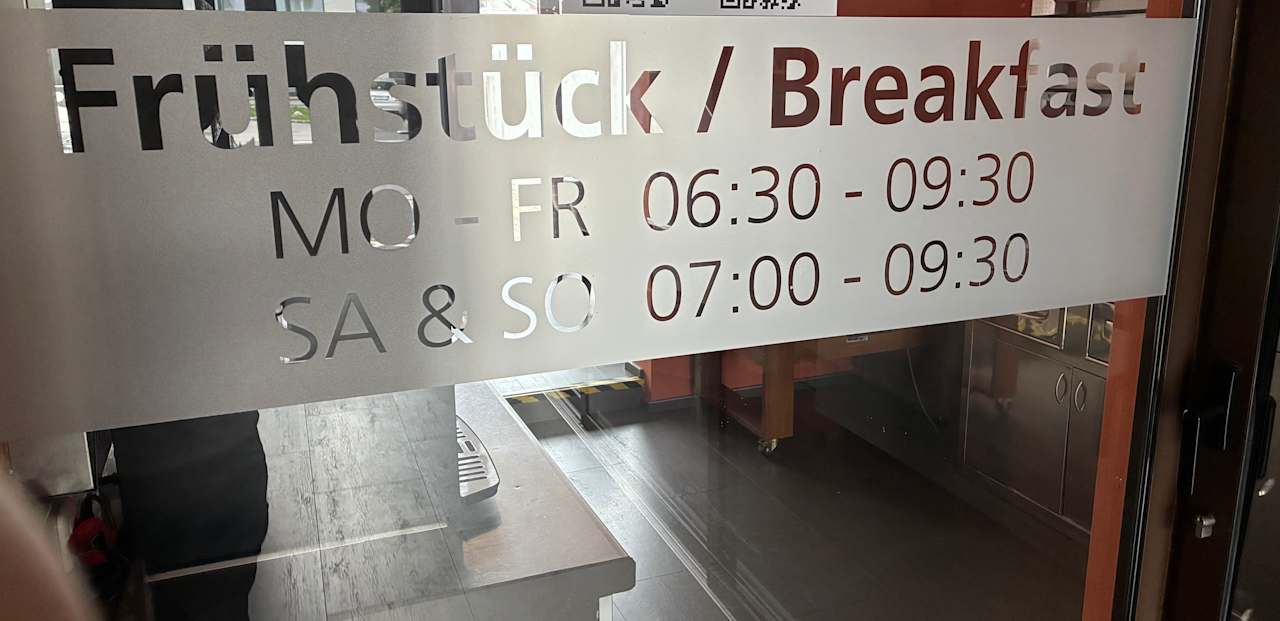 Frühstück / Breakfast
MO - FR 06:30 - 09:30
SA & SO 07:00 - 09:30